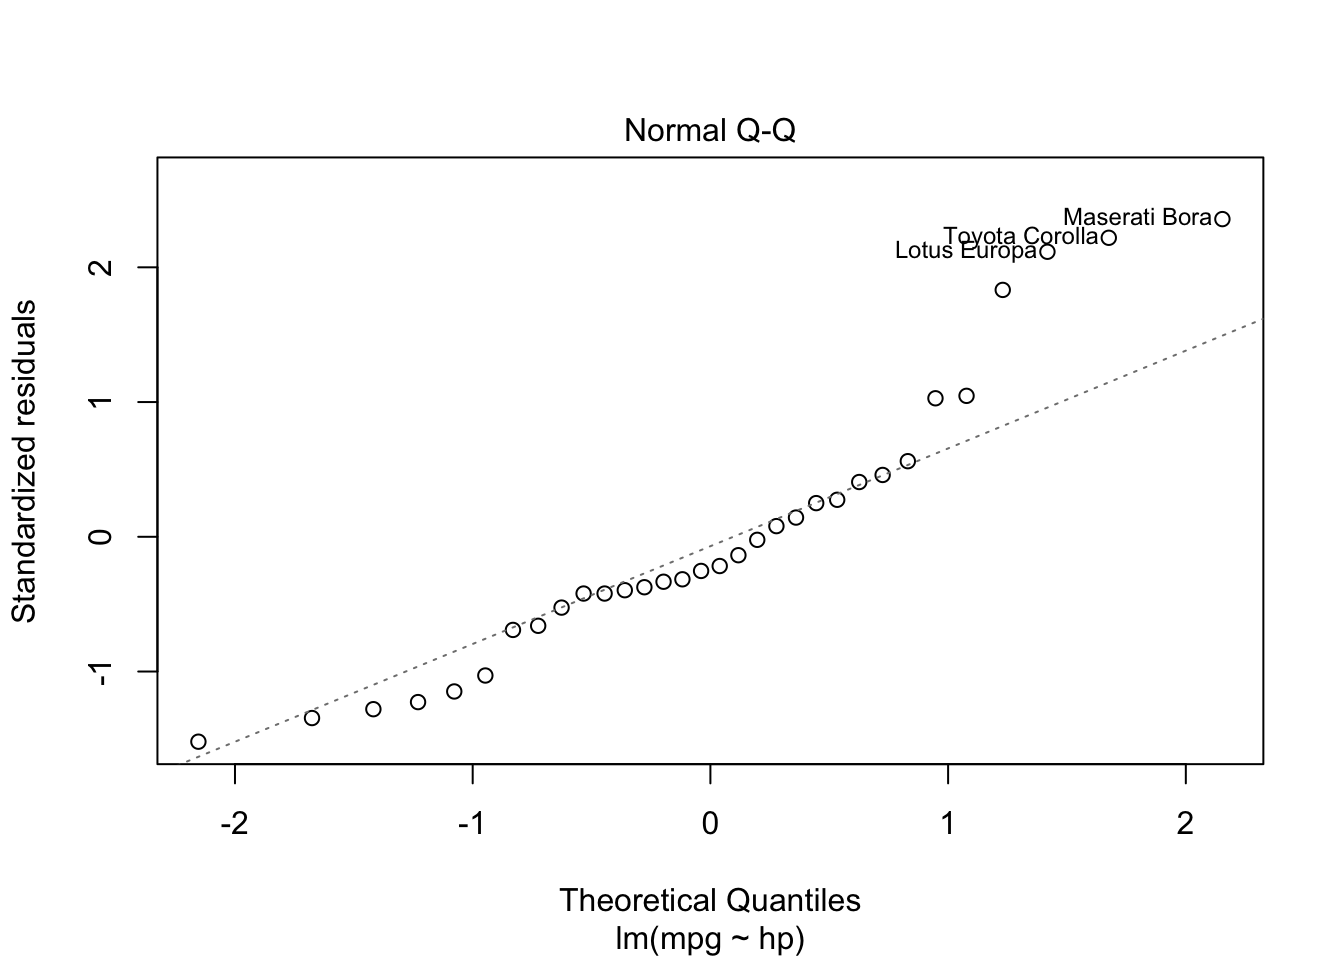 Normal Q-Q
Standardized residuals
2
1
0
-1
Maserati Bora
Toyota Corolla
Lotus Europa
-2
-1
0
1
2
Theoretical Quantiles
lm(mpg ~ hp)